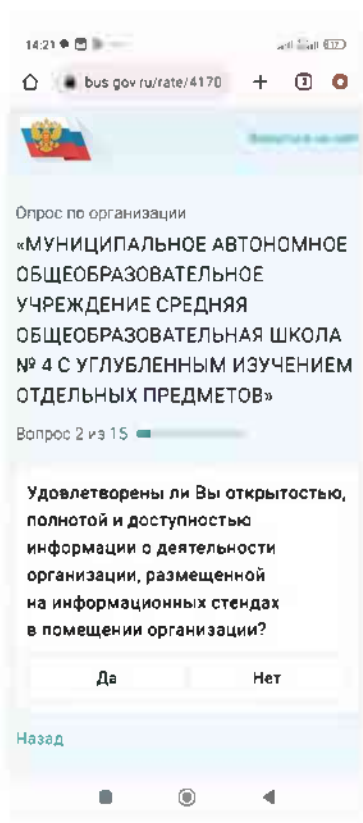 14:21
bus.gov.ru/rate/4170
Опрос по организации
«МУНИЦИПАЛЬНОЕ АВТОНОМНОЕ
ОБЩЕОБРАЗОВАТЕЛЬНОЕ
УЧРЕЖДЕНИЕ СРЕДНЯЯ
ОБЩЕОБРАЗОВАТЕЛЬНАЯ ШКОЛА
№ 4 С УГЛУБЛЕННЫМ ИЗУЧЕНИЕМ
ОТДЕЛЬНЫХ ПРЕДМЕТОВ»
Вопрос 2 из 15
Удовлетворены ли Вы открытостью,
полнотой и доступностью
информации о деятельности
организации, размещенной
на информационных стендах
в помещении организации?
Да Нет
Назад